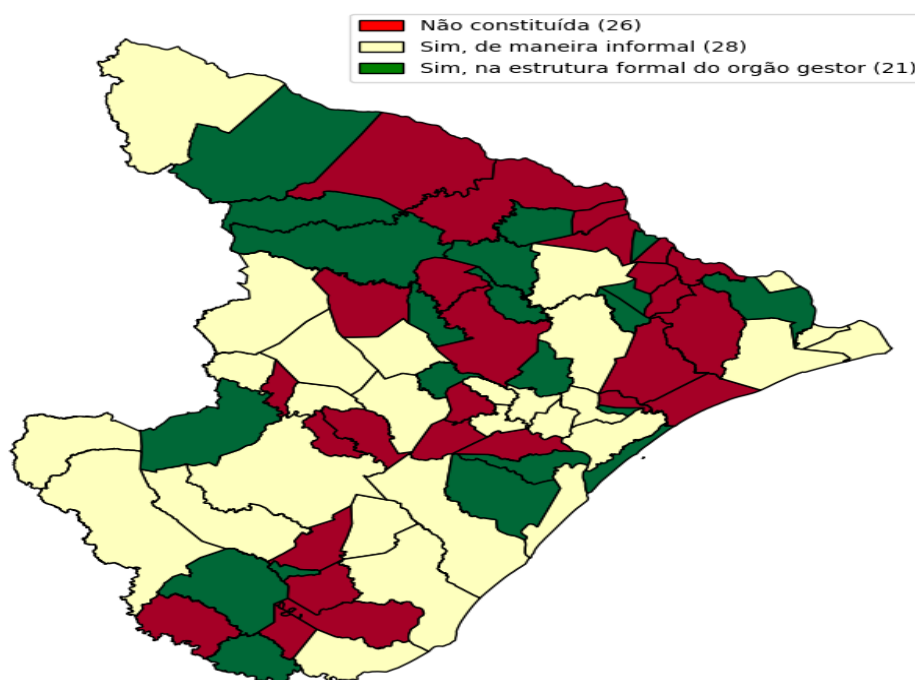 Não constituída (26)
Sim, de maneira informal (28)
Sim, na estrutura formal do orgão gestor (21)